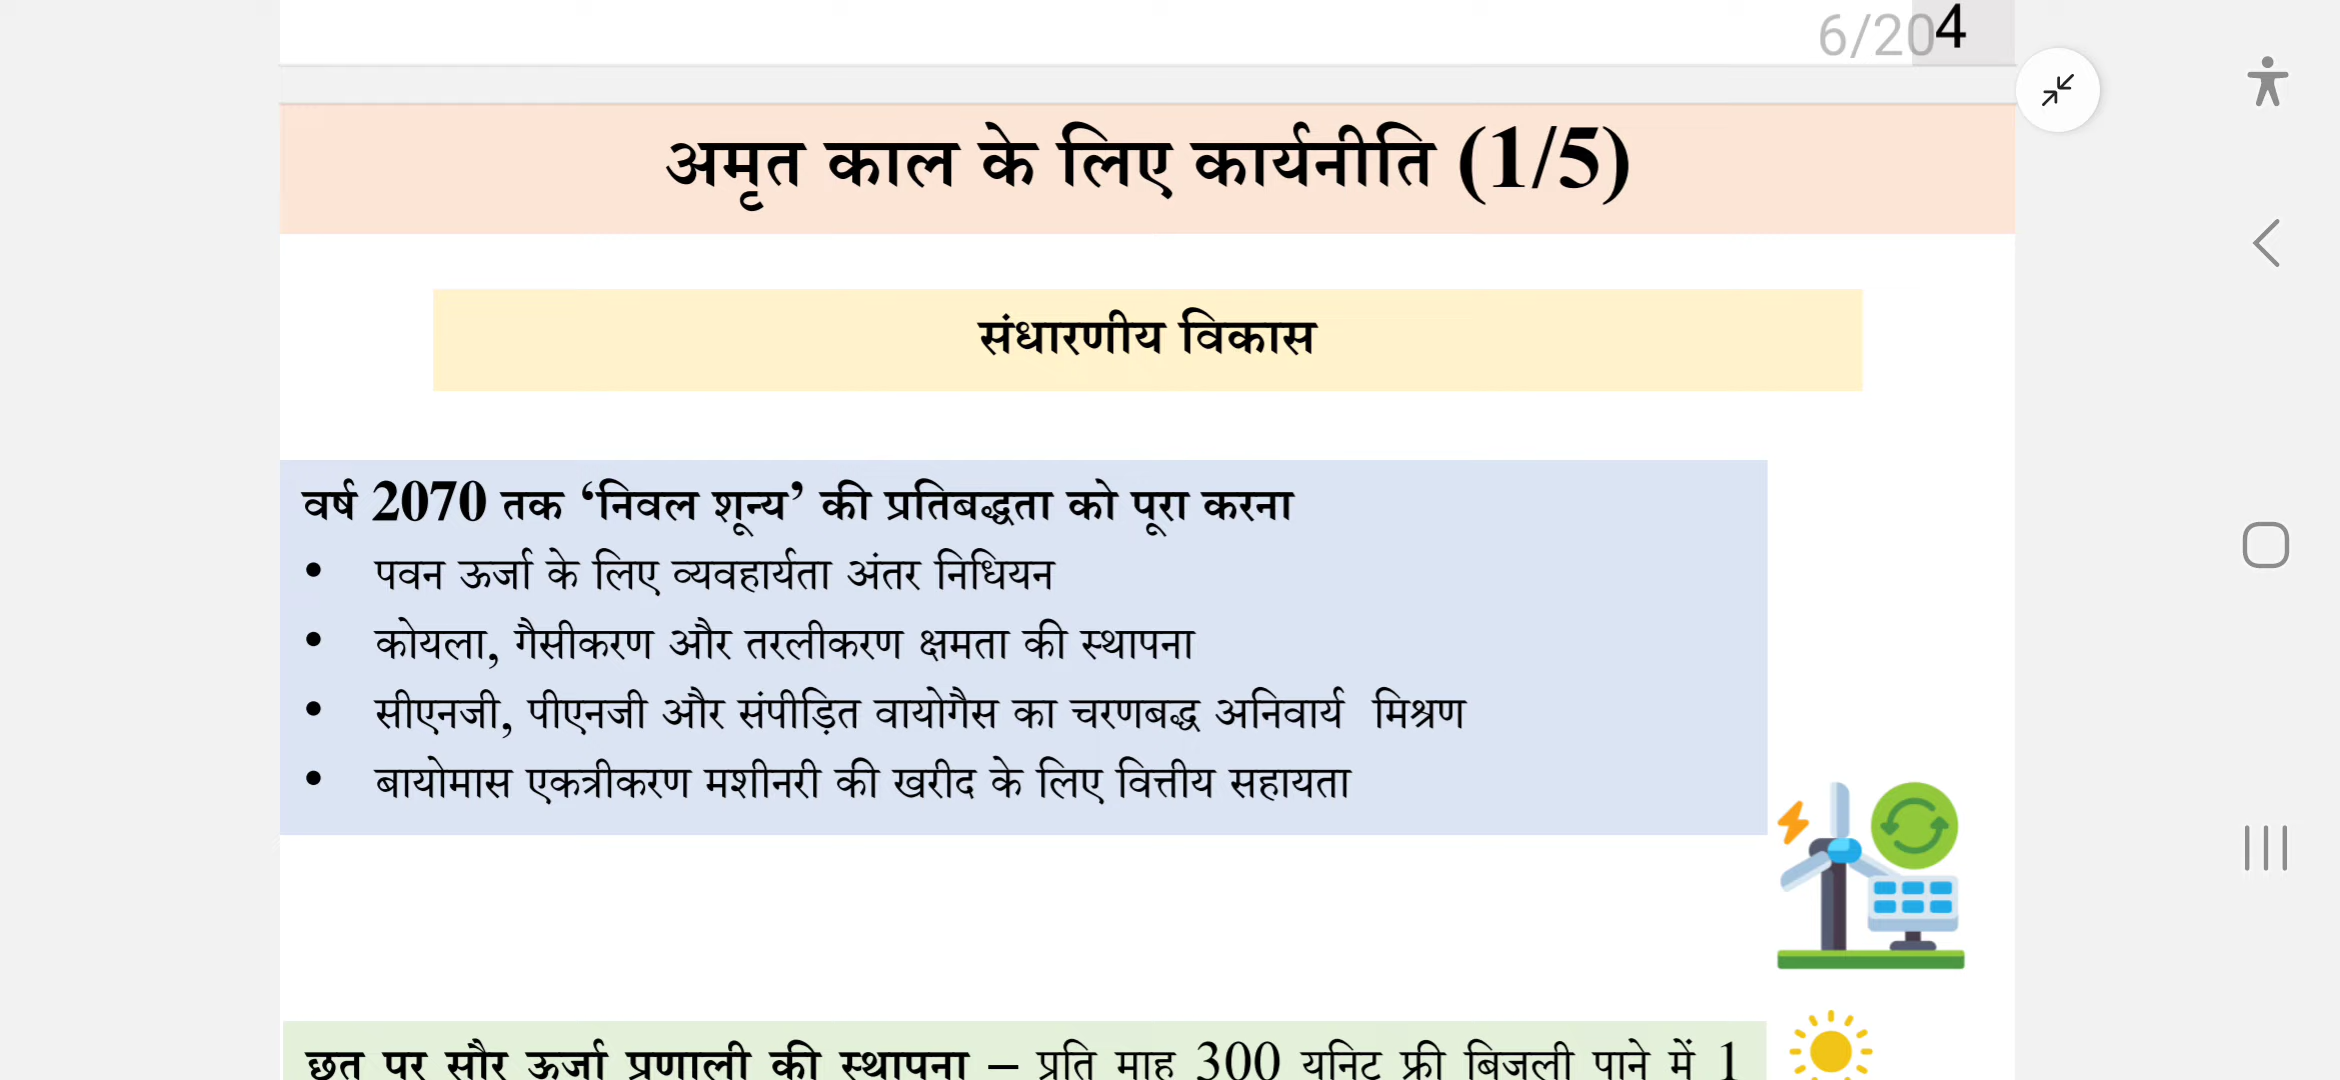 6/204
अमृत काल के लिए कार्यनीति (1/5)
संधारणीय विकास
वर्ष 2070 तक ‘निवल शून्य’ की प्रतिबद्धता को पूरा करना
• पवन ऊर्जा के लिए व्यवहार्यता अंतर निधियन
• कोयला, गैसीकरण और तरलीकरण क्षमता की स्थापना
• सीएनजी, पीएनजी और संपीड़ित वायोगैस का चरणबद्ध अनिवार्य  मिश्रण
• बायोमास एकत्रीकरण मशीनरी की खरीद के लिए वित्तीय सहायता
छत पर सौर ऊर्जा प्रणाली की स्थापना – प्रति माह 300 यूनिट फ्री बिजली पाने में 1